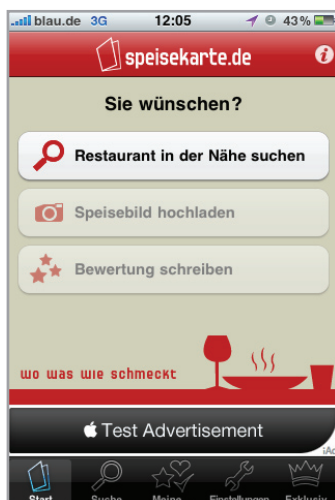 blau.de 3G 12:05 43%
speisekarte.de i
Sie wünschen?
Restaurant in der Nähe suchen
Speisebild hochladen
Bewertung schreiben
wo was wie schmeckt
Test Advertisement
iAd
Start Suche Meine Einstellungen Exklusiv